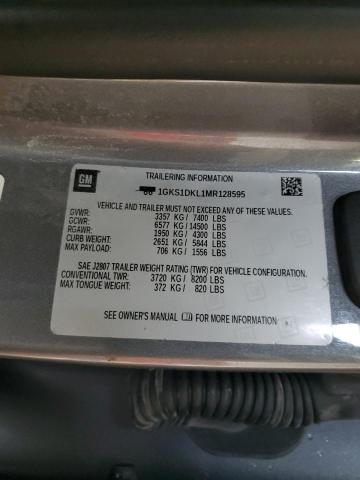 GM
TRAILERING INFORMATION
1GKS1DKL1MR128595
VEHICLE AND TRAILER MUST NOT EXCEED ANY OF THESE RATINGS
GVWR: 3357 KG / 7400 LBS
GCWR: 6577 KG / 14500 LBS
RGAWR: 1950 KG / 4300 LBS
CURB WEIGHT: 2651 KG / 5844 LBS
MAX PAYLOAD: 706 KG / 1556 LBS
SAE J2807 TRAILER WEIGHT RATING (TWR) FOR VEHICLE CONFIGURATION.
CONVENTIONAL TWR: 3720 KG / 8200 LBS
MAX TONGUE WEIGHT: 372 KG / 820 LBS
SEE OWNER'S MANUAL FOR MORE INFORMATION